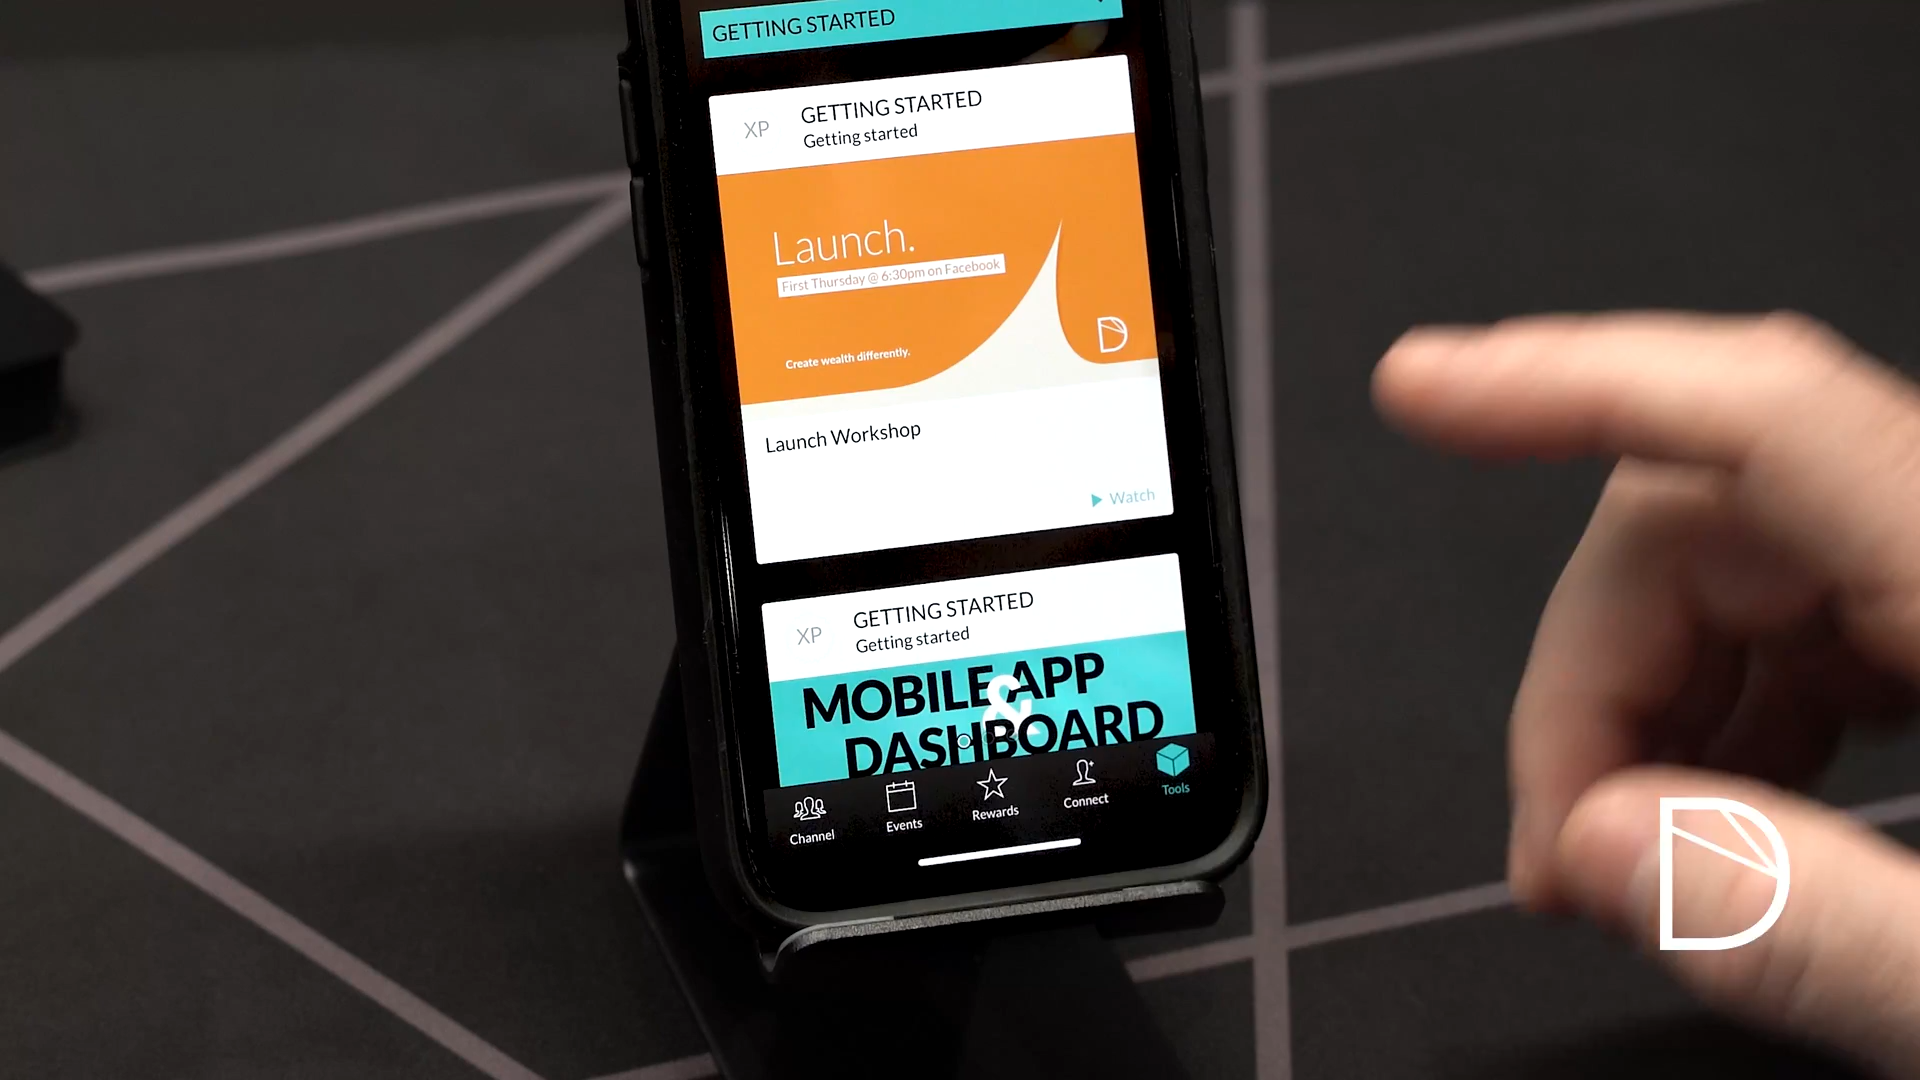 GETTING STARTED
XP
GETTING STARTED
Getting started
Launch.
First Thursday @ 6:30pm on Facebook
Create wealth differently.
D
Launch Workshop
Watch
XP
GETTING STARTED
Getting started
MOBILE APP
&
DASHBOARD
Channel
Events
Rewards
Connect
Tools
D